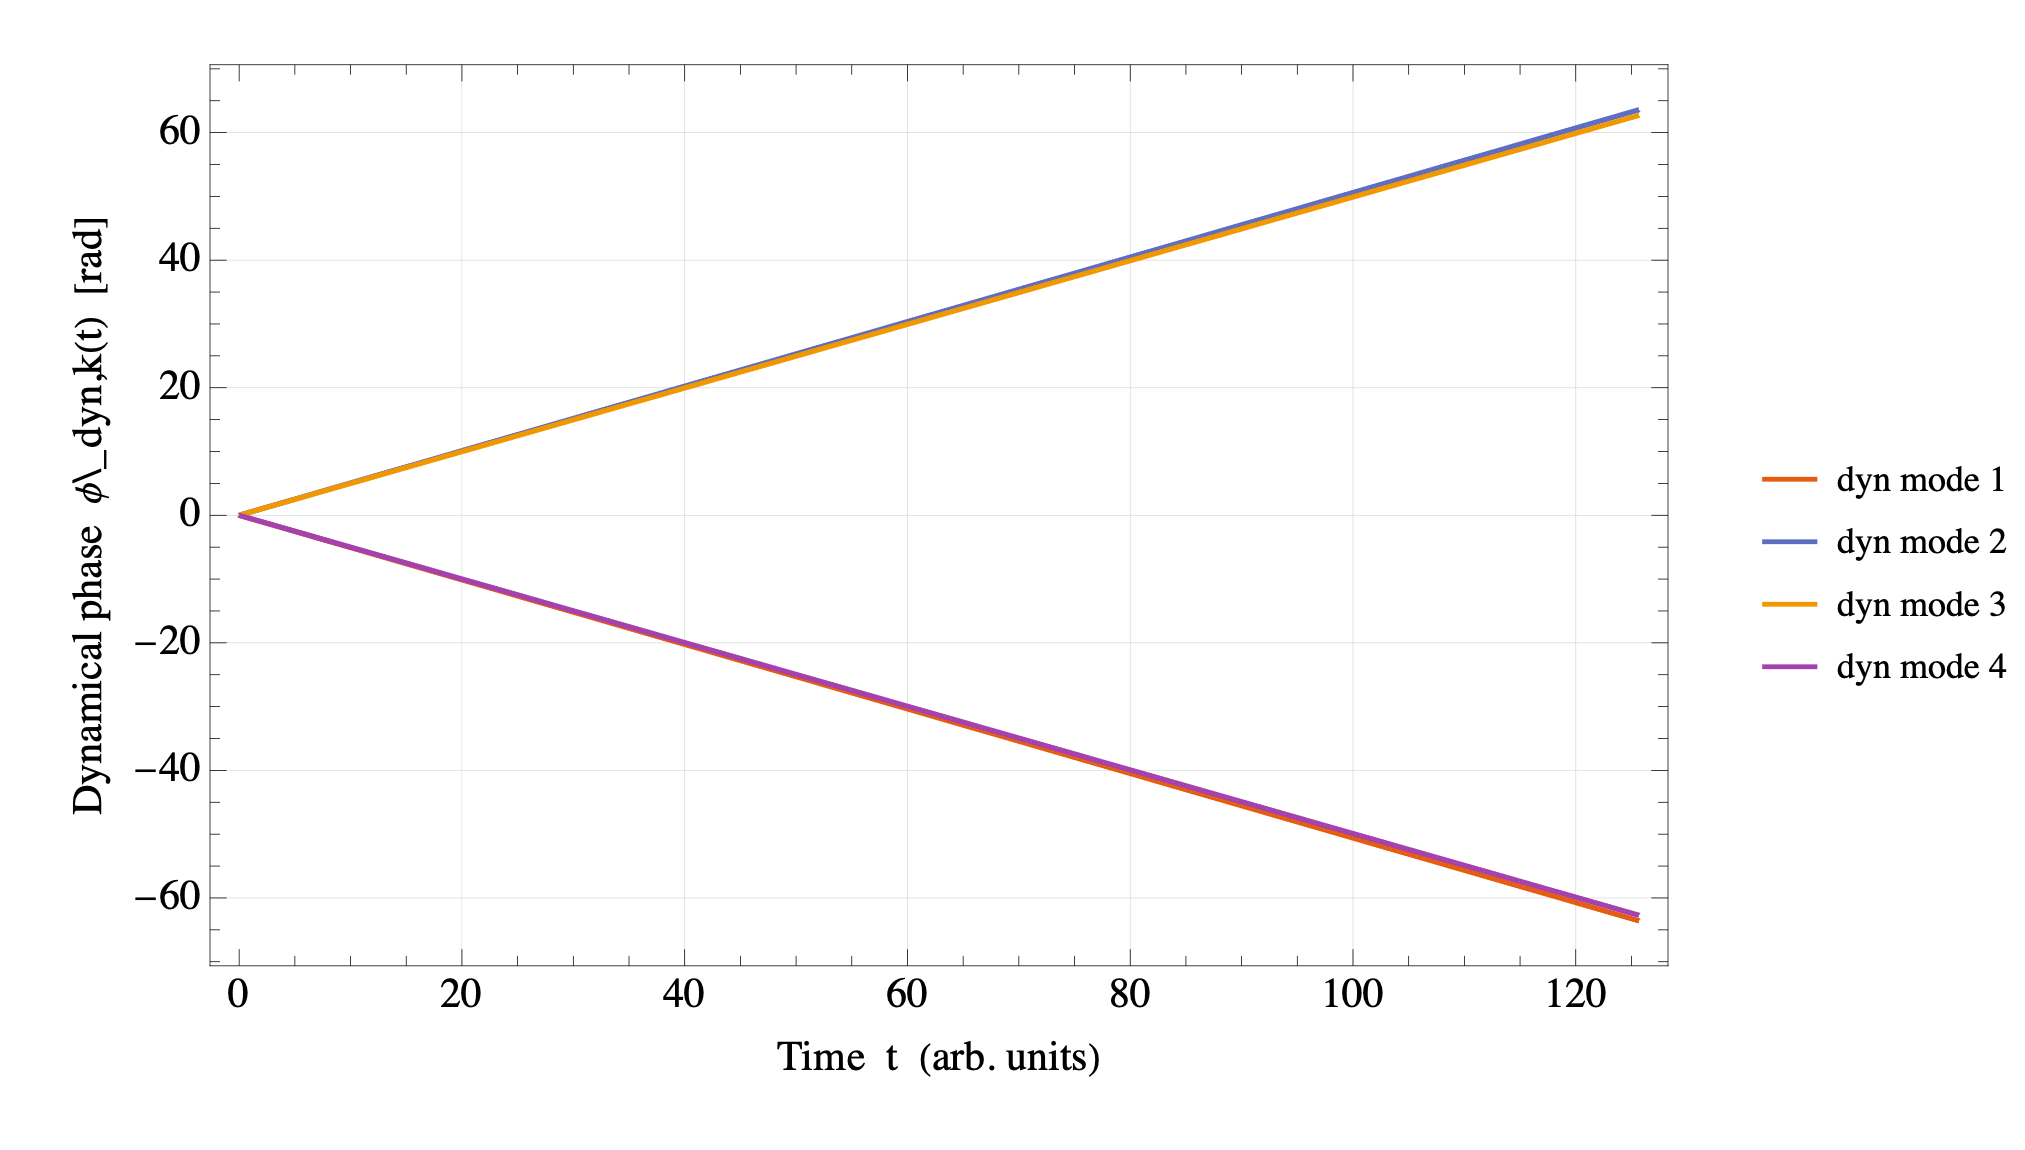 Dynamical phase ϕ\_dyn,k(t) [rad]
60
40
20
0
−20
−40
−60
0 20 40 60 80 100 120
Time t (arb. units)
dyn mode 1
dyn mode 2
dyn mode 3
dyn mode 4